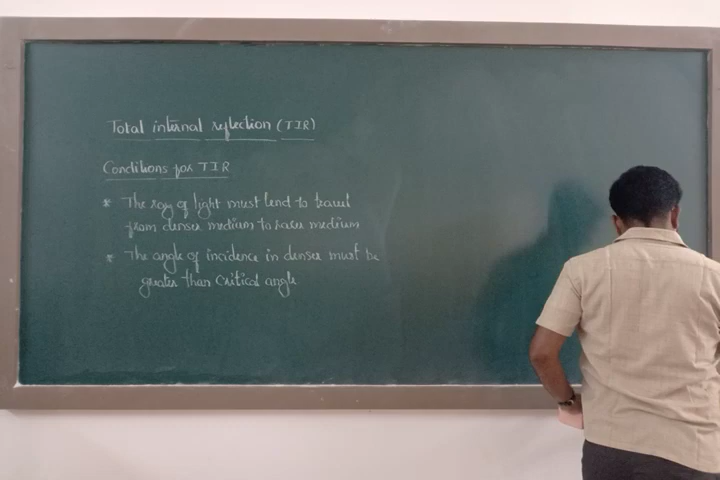 Total internal reflection (TIR)
Conditions for TIR
* The ray of light must tend to travel
from denser medium to rarer medium
* The angle of incidence in denser must be
greater than critical angle